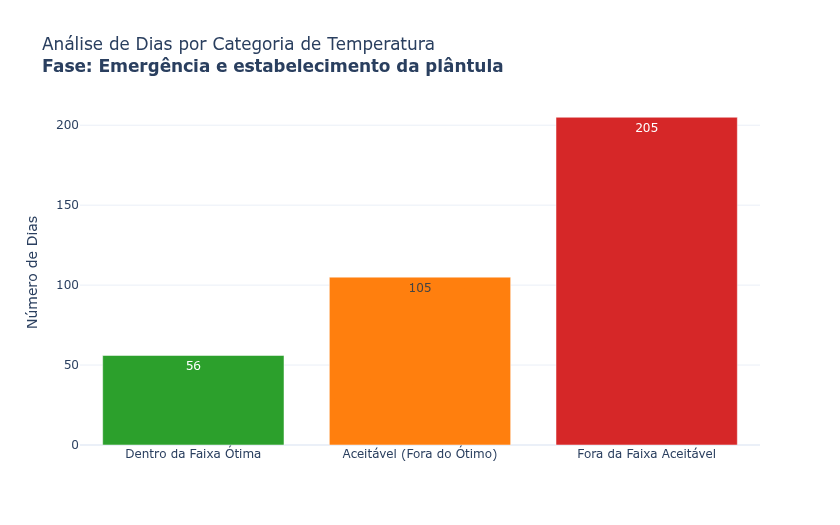 Análise de Dias por Categoria de Temperatura
Fase: Emergência e estabelecimento da plântula
Número de Dias
200
150
100
50
0
56
105
205
Dentro da Faixa Ótima
Aceitável (Fora do Ótimo)
Fora da Faixa Aceitável